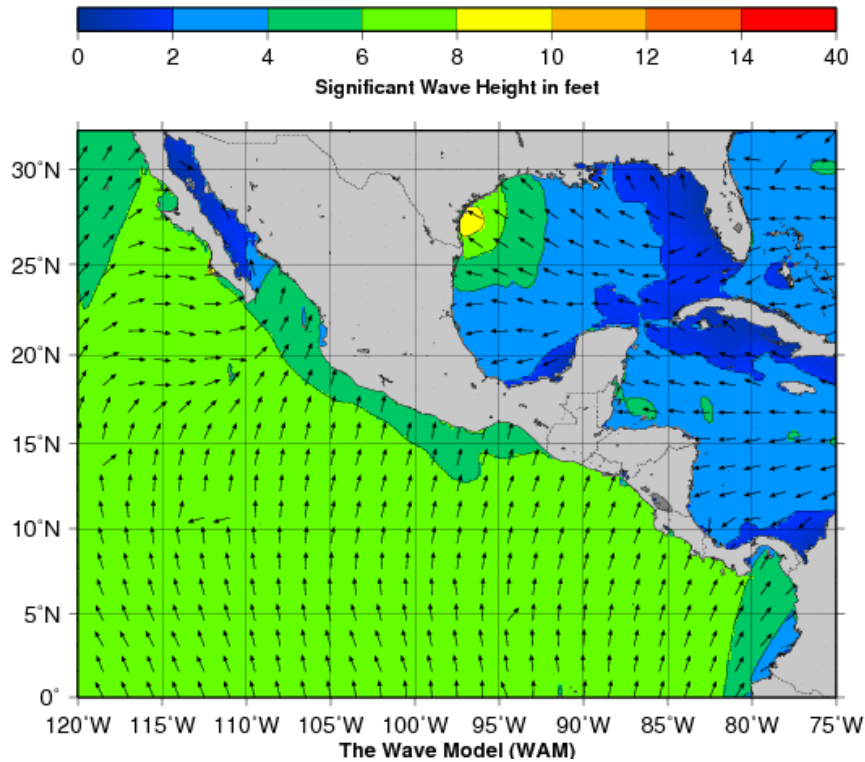 0 2 4 6 8 10 12 14 40
Significant Wave Height in feet
30°N
25°N
20°N
15°N
10°N
5°N
0°
120°W 115°W 110°W 105°W 100°W 95°W 90°W 85°W 80°W 75°W
The Wave Model (WAM)